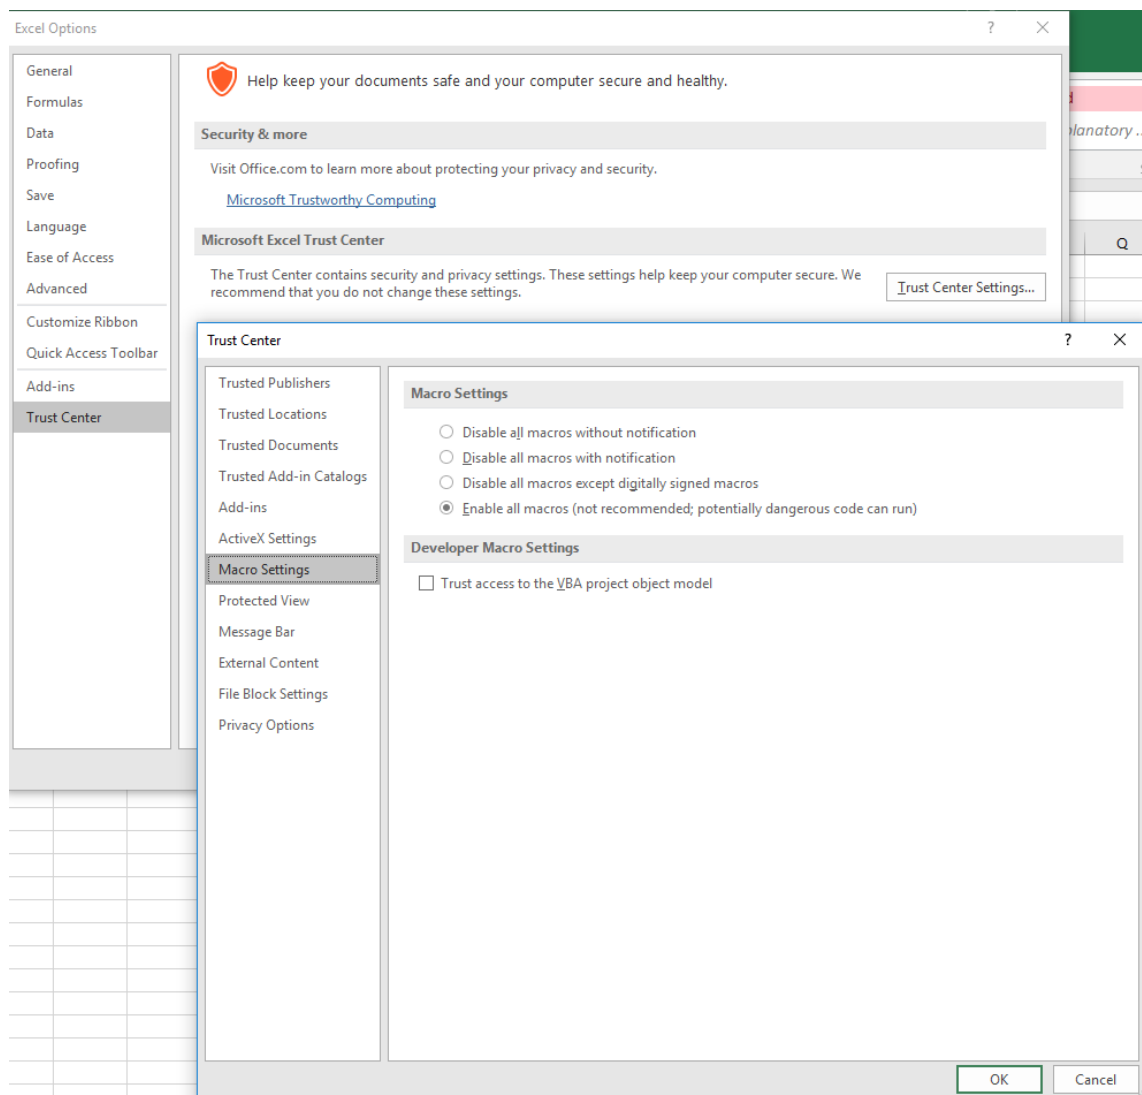 Excel Options
?
General
Formulas
Data
Proofing
Save
Language
Ease of Access
Advanced
Customize Ribbon
Quick Access Toolbar
Add-ins
Trust Center
Help keep your documents safe and your computer secure and healthy.
Security & more
Visit Office.com to learn more about protecting your privacy and security.
Microsoft Trustworthy Computing
Microsoft Excel Trust Center
The Trust Center contains security and privacy settings. These settings help keep your computer secure. We
recommend that you do not change these settings.
Trust Center Settings...
Q
Trust Center
?
Trusted Publishers
Trusted Locations
Trusted Documents
Trusted Add-in Catalogs
Add-ins
ActiveX Settings
Macro Settings
Protected View
Message Bar
External Content
File Block Settings
Privacy Options
Macro Settings
Disable all macros without notification
Disable all macros with notification
Disable all macros except digitally signed macros
Enable all macros (not recommended; potentially dangerous code can run)
Developer Macro Settings
Trust access to the VBA project object model
OK
Cancel